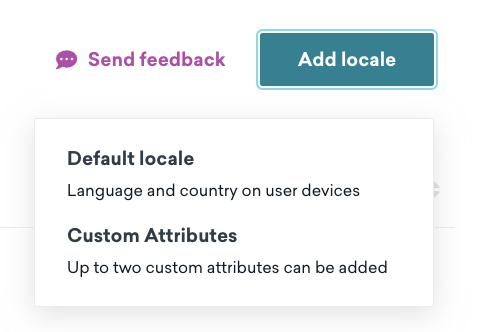 Send feedback
Add locale
Default locale
Language and country on user devices
Custom Attributes
Up to two custom attributes can be added